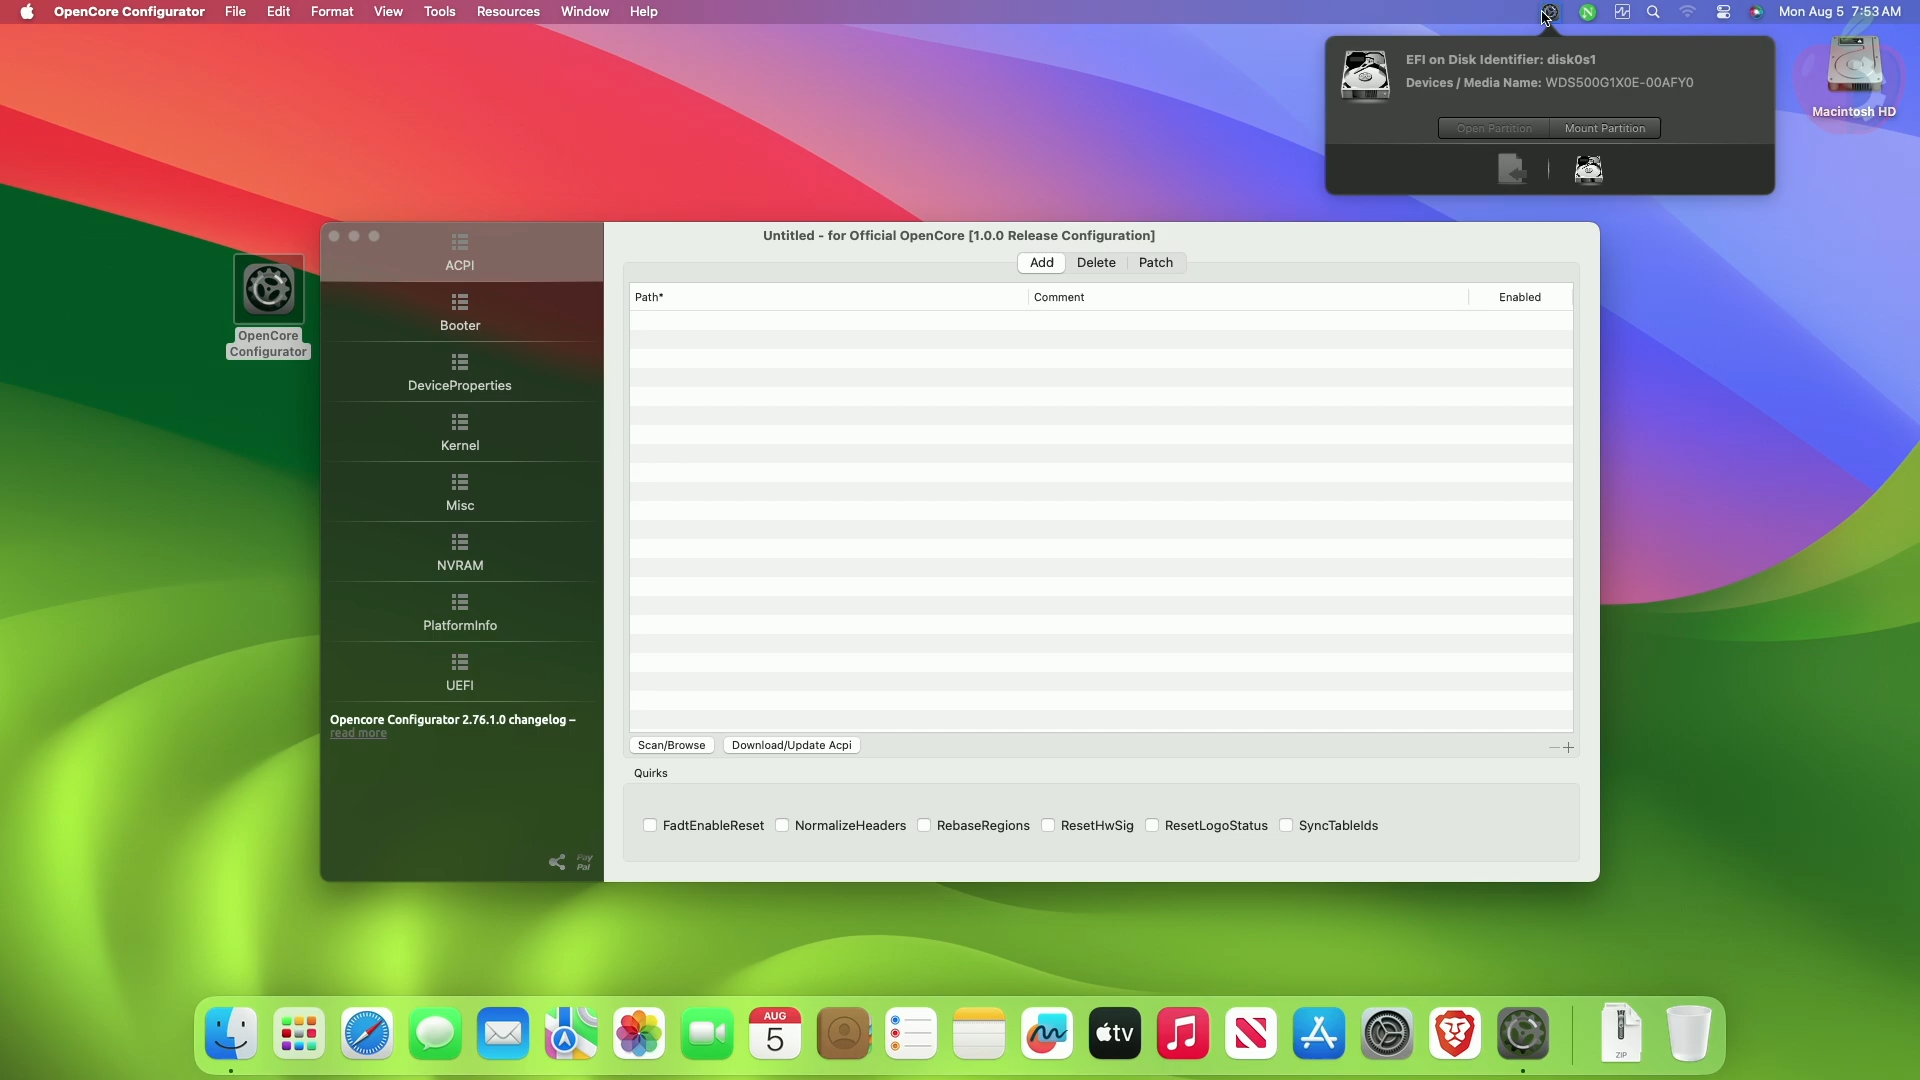 OpenCore Configurator File Edit Format View Tools Resources Window Help
Mon Aug 5 7:53 AM
EFI on Disk Identifier: disk0s1
Devices / Media Name: WDS500G1X0E-00AFY0
Open Partition Mount Partition
Macintosh HD
OpenCore
Configurator
Untitled - for Official OpenCore [1.0.0 Release Configuration]
Add Delete Patch
Path* Comment Enabled
ACPI
Booter
DeviceProperties
Kernel
Misc
NVRAM
PlatformInfo
UEFI
Opencore Configurator 2.76.1.0 changelog –
read more
Pay
Pal
Scan/Browse Download/Update Acpi
Quirks
FadtEnableReset NormalizeHeaders RebaseRegions ResetHwSig ResetLogoStatus SyncTableIds
AUG
5
tv
ZIP